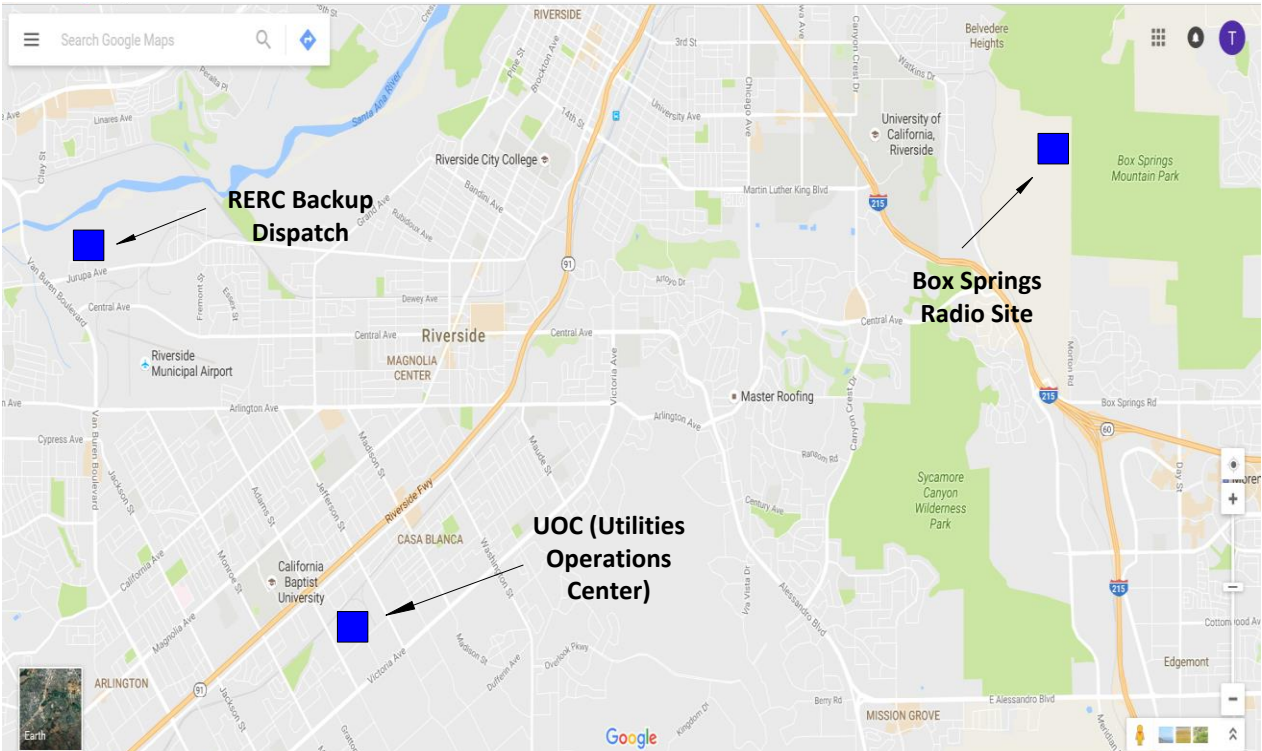 RIVERSIDE
Search Google Maps
3rd St
Canyon Crest Dr
Watkins Dr
Belvedere
Heights
T
Peralta Pl
Pine St
Brockton Ave
Linares Ave
Santa Ana River
14th St
University Ave
Chicago Ave
University of
California,
Riverside
Clay St
Riverside City College
Box Springs
Mountain Park
Bandini Ave
Martin Luther King Blvd
215
RERC Backup
Dispatch
Grand Ave
Rubidoux Ave
Van Buren Boulevard
Jurupa Ave
91
Arroyo Dr
Box Springs
Radio Site
Fremont St
Essex St
Dewey Ave
Central Ave
Central Ave
Riverside
Central Ave
Central Ave
Riverside
Municipal Airport
MAGNOLIA
CENTER
Victoria Ave
Morton Rd
Master Roofing
Canyon Crest Dr
215
Arlington Ave
Arlington Ave
Box Springs Rd
60
Cypress Ave
Van Buren Boulevard
Jackson St
Adams St
Jefferson St
Madison St
Maude St
Ransom Rd
Day St
Riverside Fwy
Sycamore
Canyon
Wilderness
Park
Century Ave
CASA BLANCA
Washington St
UOC (Utilities
Operations
Center)
California Ave
Monroe St
California
Baptist
University
Via Vista Dr
Alessandro Blvd
215
Magnolia Ave
Victoria Ave
Madison St
Dufferin Ave
Overlook Pkwy
Edgemont
ARLINGTON
91
Jackson St
Berry Rd
E Alessandro Blvd
MISSION GROVE
Kingdom Dr
Meridian
Earth
Google